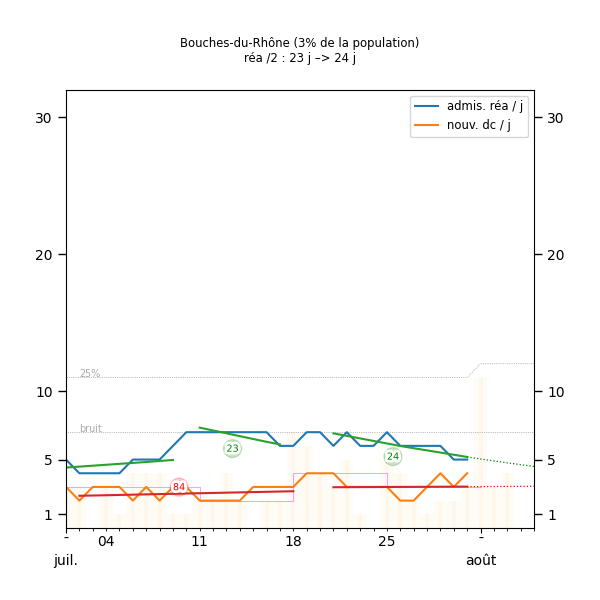 Bouches-du-Rhône (3% de la population)
réa /2 : 23 j –> 24 j
admis. réa / j
nouv. dc / j
30
30
20
20
25%
10
10
bruit
23
24
5
5
84
1
1
-
04
11
18
25
-
juil.
août